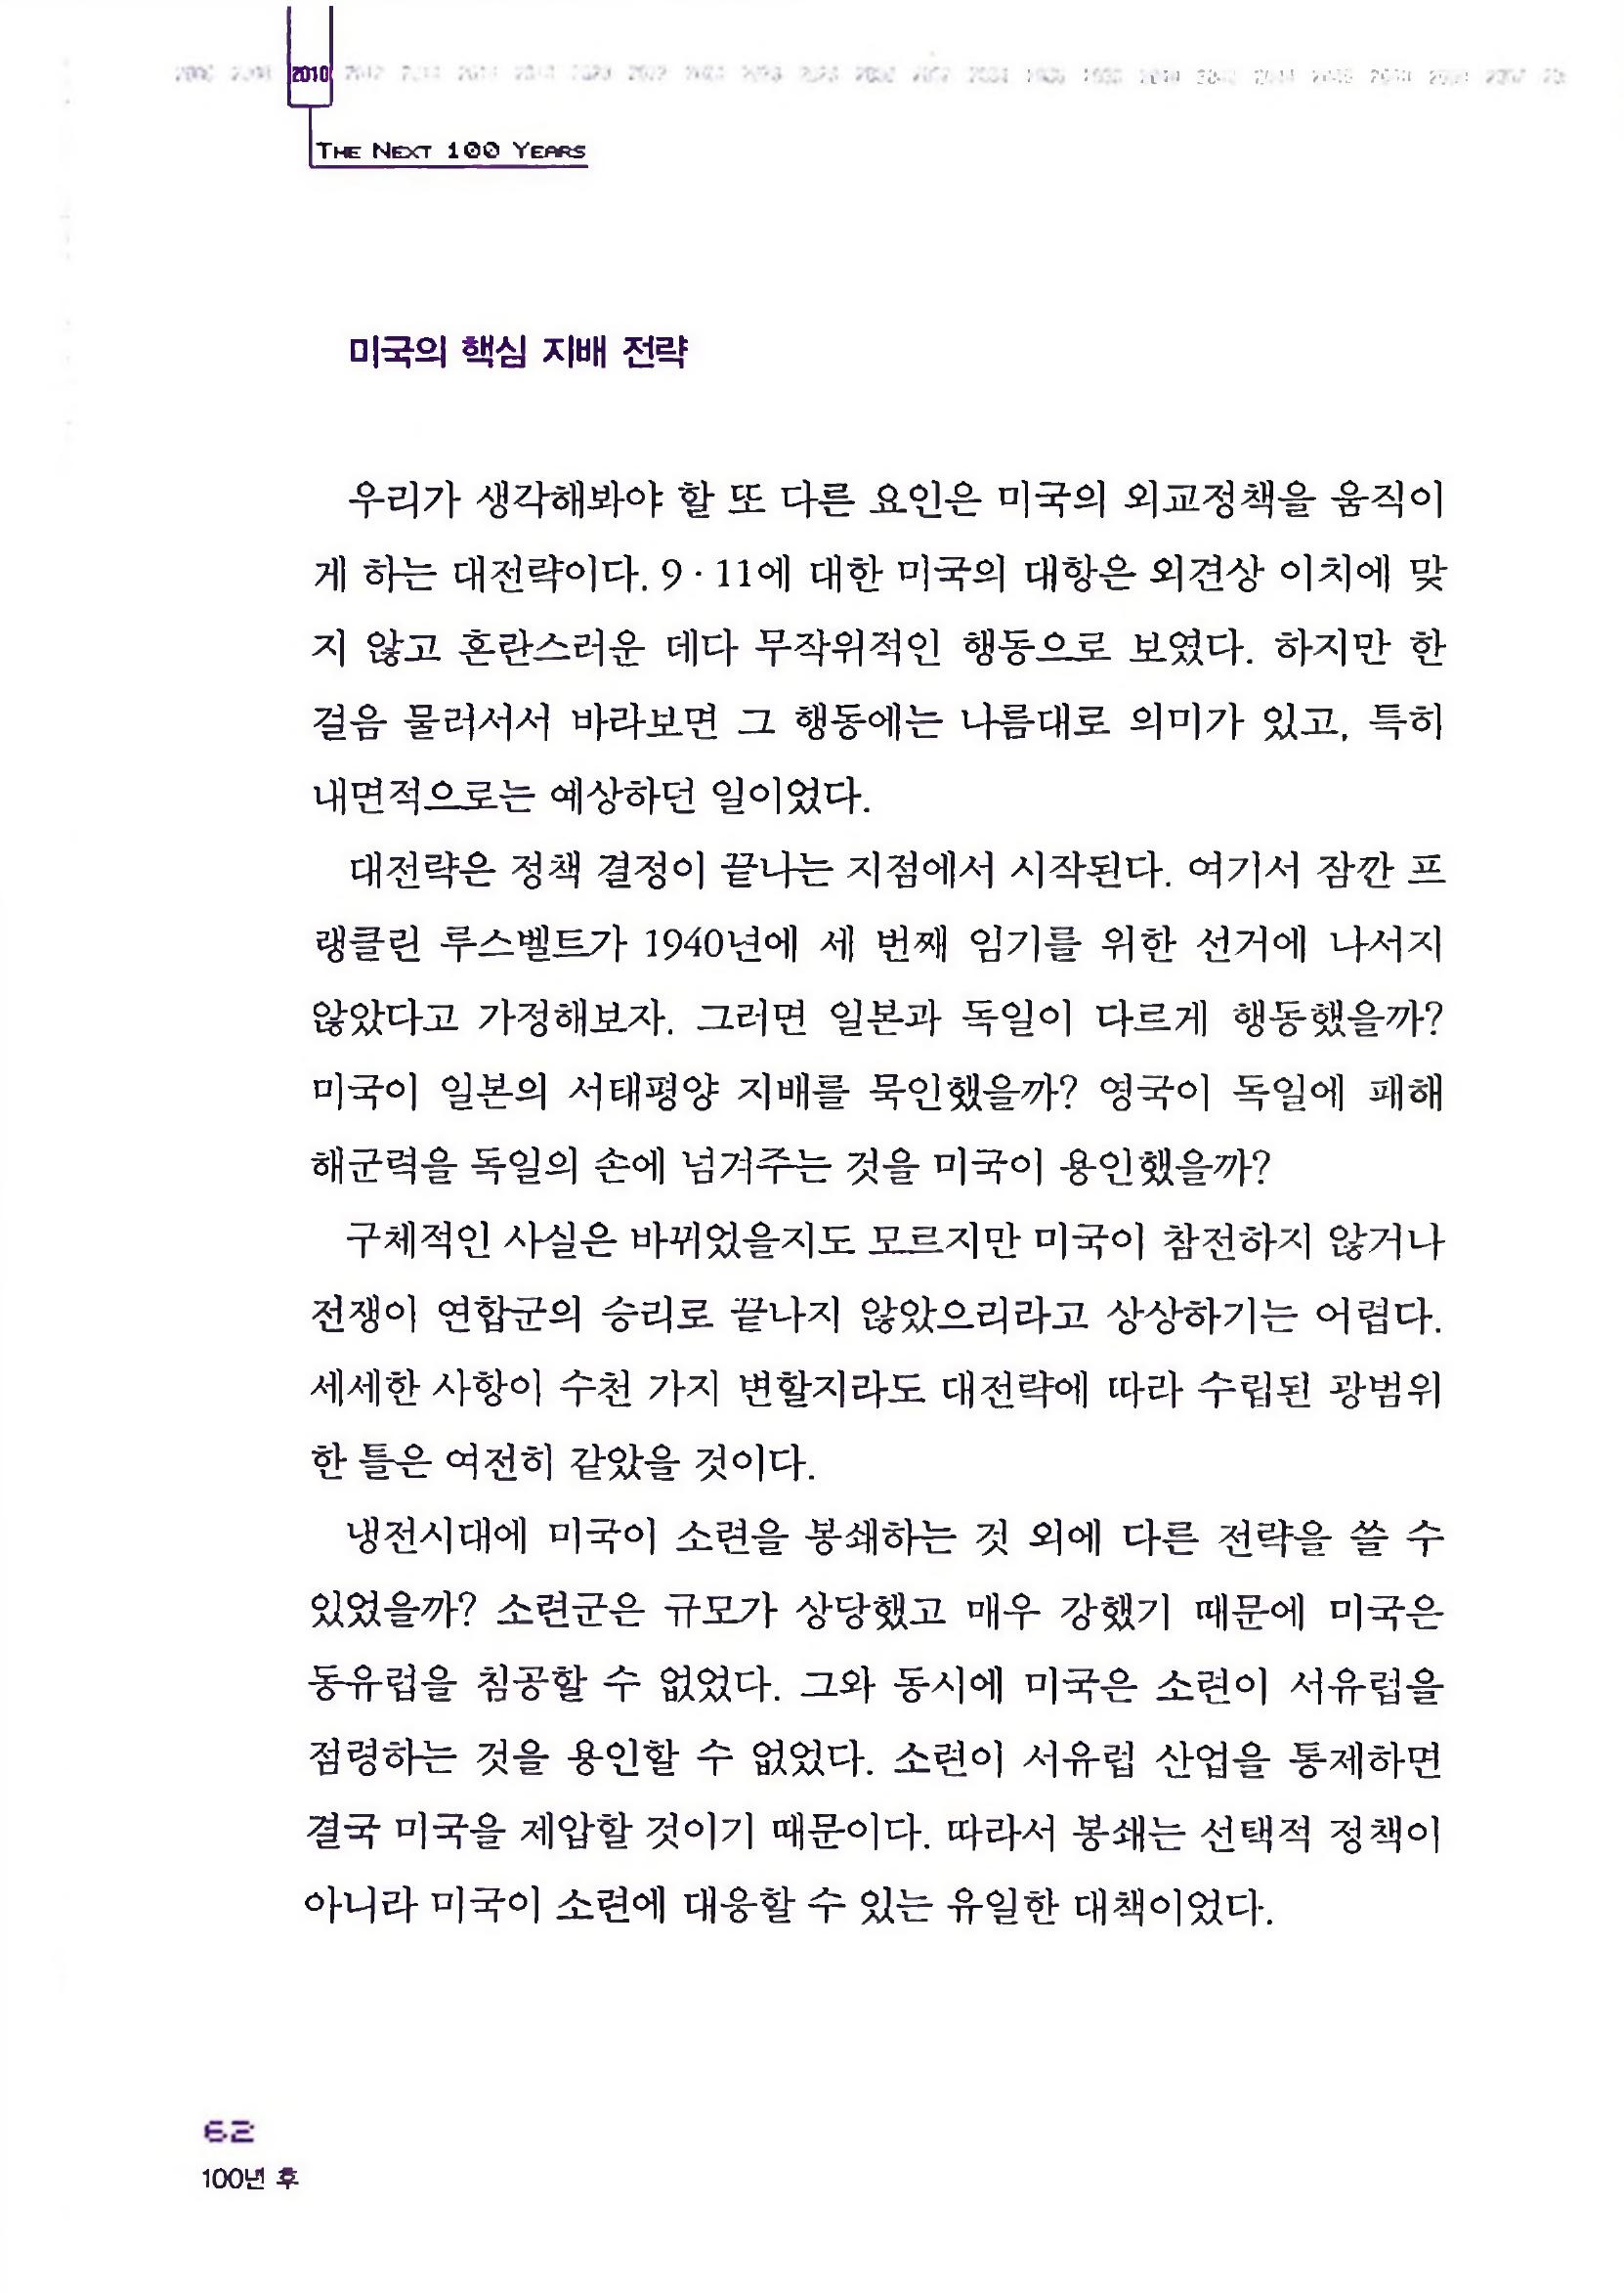 2010
THE NEXT 100 YEARS
미국의 핵심 지배 전략
우리가 생각해봐야 할 또 다른 요인은 미국의 외교정책을 움직이
게 하는 대전략이다. 9·11에 대한 미국의 대항은 외견상 이치에 맞
지 않고 혼란스러운 데다 무작위적인 행동으로 보였다. 하지만 한
걸음 물러서서 바라보면 그 행동에는 나름대로 의미가 있고, 특히
내면적으로는 예상하던 일이었다.
대전략은 정책 결정이 끝나는 지점에서 시작된다. 여기서 잠깐 프
랭클린 루스벨트가 1940년에 세 번째 임기를 위한 선거에 나서지
않았다고 가정해보자. 그러면 일본과 독일이 다르게 행동했을까?
미국이 일본의 서태평양 지배를 묵인했을까? 영국이 독일에 패해
해군력을 독일의 손에 넘겨주는 것을 미국이 용인했을까?
구체적인 사실은 바뀌었을지도 모르지만 미국이 참전하지 않거나
전쟁이 연합군의 승리로 끝나지 않았으리라고 상상하기는 어렵다.
세세한 사항이 수천 가지 변할지라도 대전략에 따라 수립된 광범위
한 틀은 여전히 같았을 것이다.
냉전시대에 미국이 소련을 봉쇄하는 것 외에 다른 전략을 쓸 수
있었을까? 소련군은 규모가 상당했고 매우 강했기 때문에 미국은
동유럽을 침공할 수 없었다. 그와 동시에 미국은 소련이 서유럽을
점령하는 것을 용인할 수 없었다. 소련이 서유럽 산업을 통제하면
결국 미국을 제압할 것이기 때문이다. 따라서 봉쇄는 선택적 정책이
아니라 미국이 소련에 대응할 수 있는 유일한 대책이었다.
62
100년 후